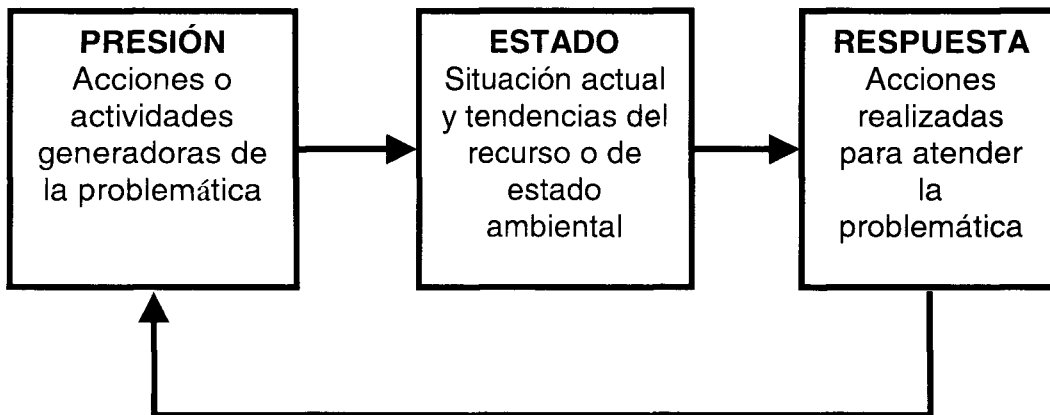 PRESIÓN
Acciones o
actividades
generadoras de
la problemática
ESTADO
Situación actual
y tendencias del
recurso o de
estado
ambiental
RESPUESTA
Acciones
realizadas
para atender
la
problemática